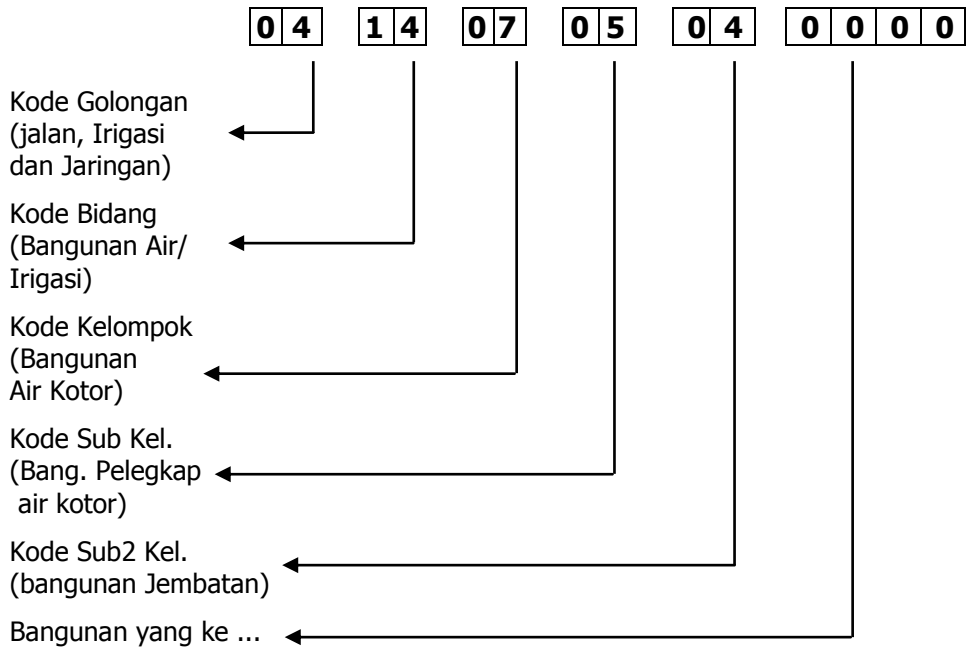 0 4 1 4 0 7 0 5 0 4 0 0 0 0
Kode Golongan
(jalan, Irigasi
dan Jaringan)
Kode Bidang
(Bangunan Air/
Irigasi)
Kode Kelompok
(Bangunan
Air Kotor)
Kode Sub Kel.
(Bang. Pelegkap
air kotor)
Kode Sub2 Kel.
(bangunan Jembatan)
Bangunan yang ke ...